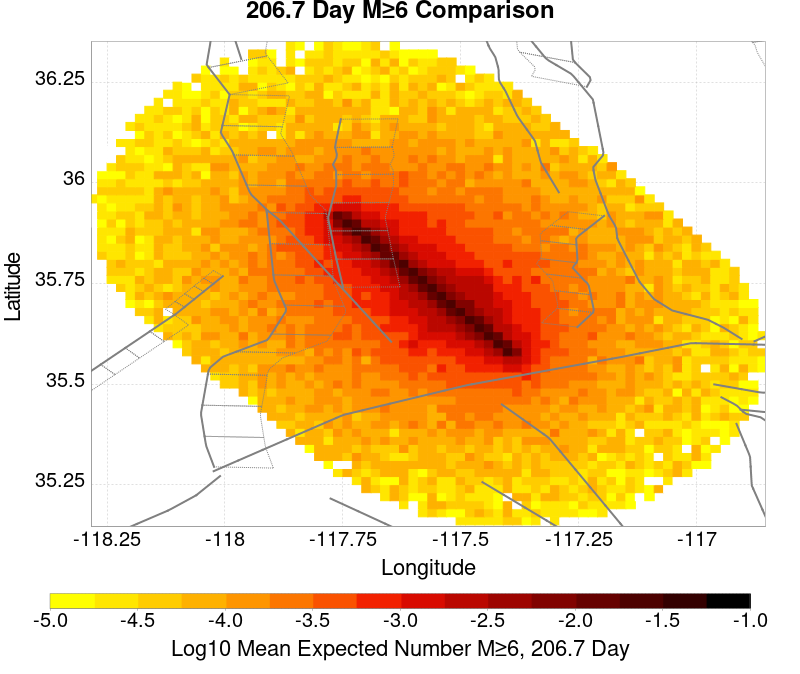 206.7 Day M≥6 Comparison
36.25
36
35.75
35.5
35.25
Latitude
-118.25 -118 -117.75 -117.5 -117.25 -117
Longitude
-5.0 -4.5 -4.0 -3.5 -3.0 -2.5 -2.0 -1.5 -1.0
Log10 Mean Expected Number M≥6, 206.7 Day